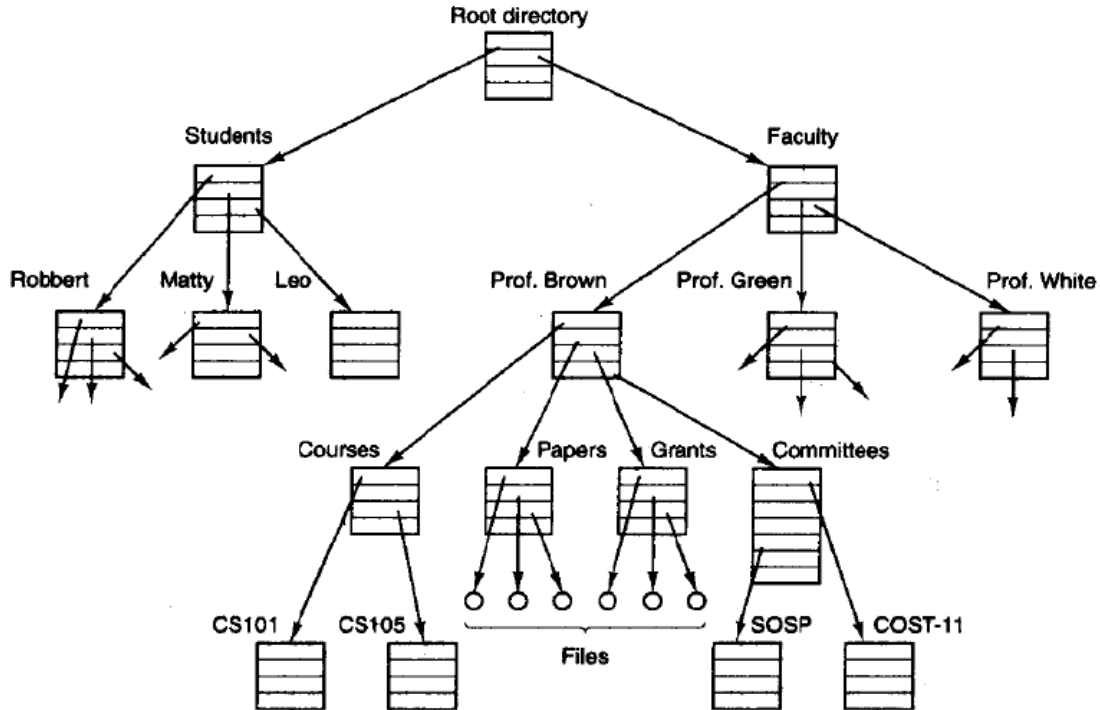 Root directory
Students
Faculty
Robbert
Matty
Leo
Prof. Brown
Prof. Green
Prof. White
Courses
Papers
Grants
Committees
CS101
CS105
Files
SOSP
COST-11